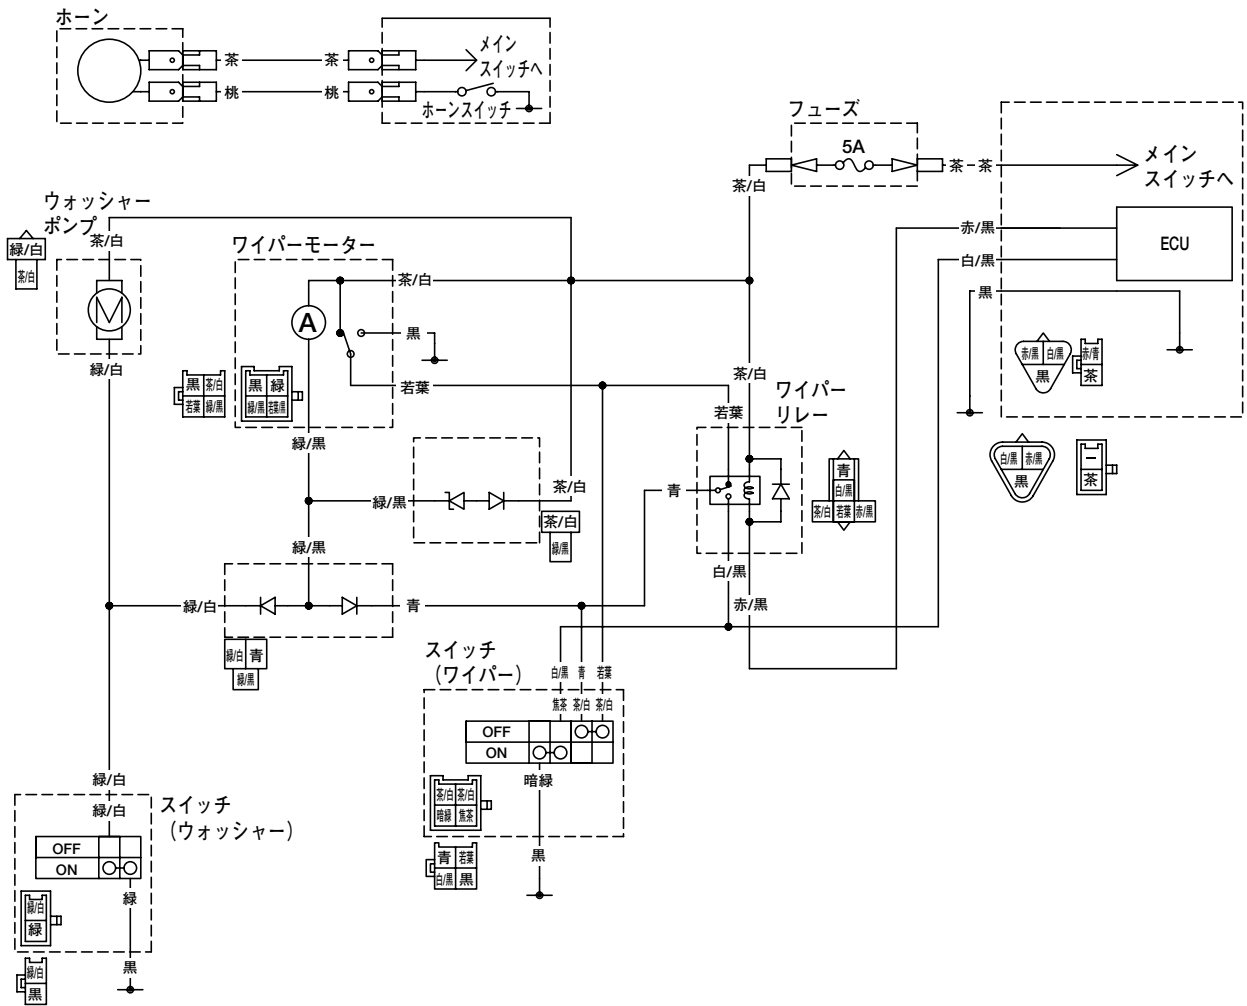 ホーン
茶
茶
メイン
スイッチへ
桃
桃
ホーンスイッチ
フューズ
5A
茶
茶
メイン
スイッチへ
茶/白
赤/黒
ECU
白/黒
黒
赤/黒
白/黒
黒
赤/青
茶
白/黒
赤/黒
黒
ー
茶
ウォッシャー
ポンプ
茶/白
緑/白
茶/白
緑/白
ワイパーモーター
茶/白
A
黒
若葉
黒
茶/白
若葉
緑/黒
黒
緑
緑/黒
若葉/黒
緑/黒
茶/白
ワイパー
リレー
若葉
青
青
白/黒
茶/白
若葉
赤/黒
白/黒
赤/黒
緑/黒
茶/白
茶/白
緑/黒
緑/黒
緑/白
青
緑/白
青
緑/黒
スイッチ
（ワイパー）
白/黒
青
若葉
焦茶
茶/白
茶/白
OFF
ON
暗緑
茶/白
茶/白
暗緑
焦茶
黒
青
若葉
白/黒
黒
緑/白
緑/白
スイッチ
（ウォッシャー）
OFF
ON
緑
緑/白
緑
黒
緑/白
黒